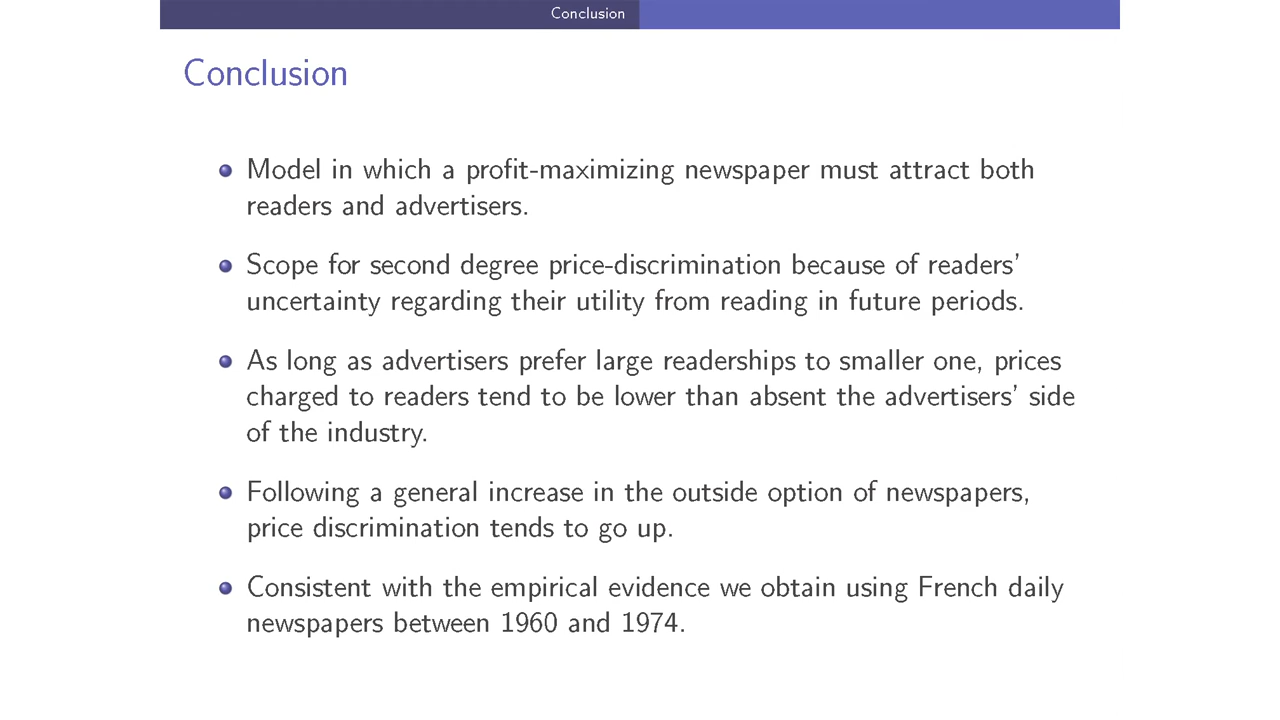 Conclusion
Conclusion
Model in which a profit-maximizing newspaper must attract both
readers and advertisers.
Scope for second degree price-discrimination because of readers'
uncertainty regarding their utility from reading in future periods.
As long as advertisers prefer large readerships to smaller one, prices
charged to readers tend to be lower than absent the advertisers' side
of the industry.
Following a general increase in the outside option of newspapers,
price discrimination tends to go up.
Consistent with the empirical evidence we obtain using French daily
newspapers between 1960 and 1974.